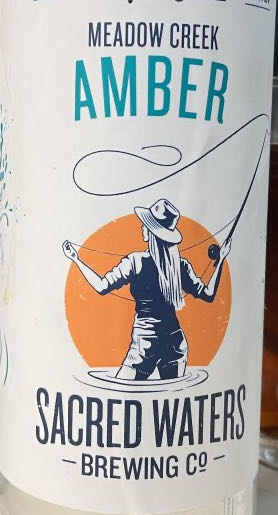 MEADOW CREEK
AMBER
SACRED WATERS
– BREWING Cº –